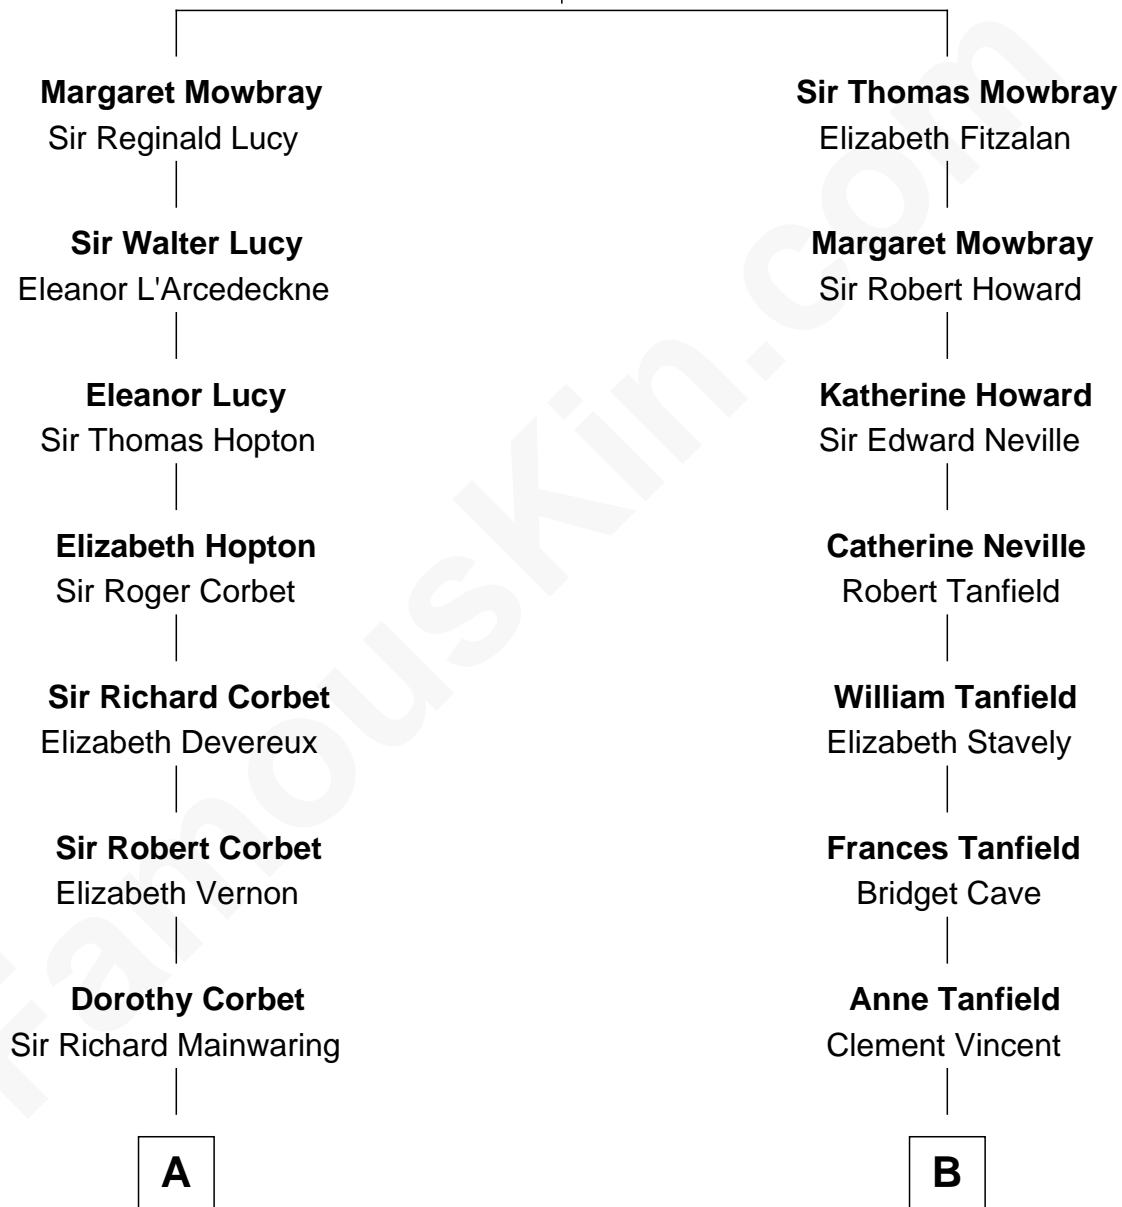 Margaret Mowbray
Sir Reginald Lucy
Sir Walter Lucy
Eleanor L'Arcedeckne
Eleanor Lucy
Sir Thomas Hopton
Elizabeth Hopton
Sir Roger Corbet
Sir Richard Corbet
Elizabeth Devereux
Sir Robert Corbet
Elizabeth Vernon
Dorothy Corbet
Sir Richard Mainwaring
A
Sir Thomas Mowbray
Elizabeth Fitzalan
Margaret Mowbray
Sir Robert Howard
Katherine Howard
Sir Edward Neville
Catherine Neville
Robert Tanfield
William Tanfield
Elizabeth Stavely
Frances Tanfield
Bridget Cave
Anne Tanfield
Clement Vincent
B
FamousKin.com